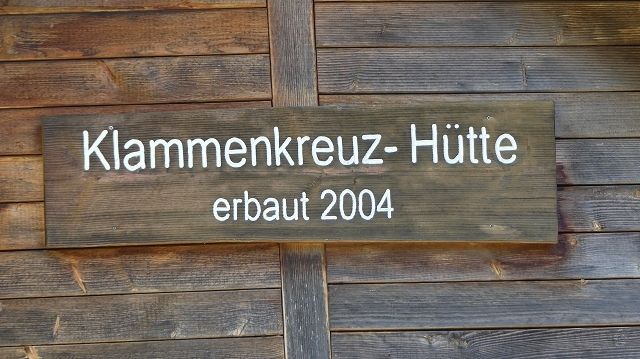 Klammenkreuz- Hütte
erbaut 2004